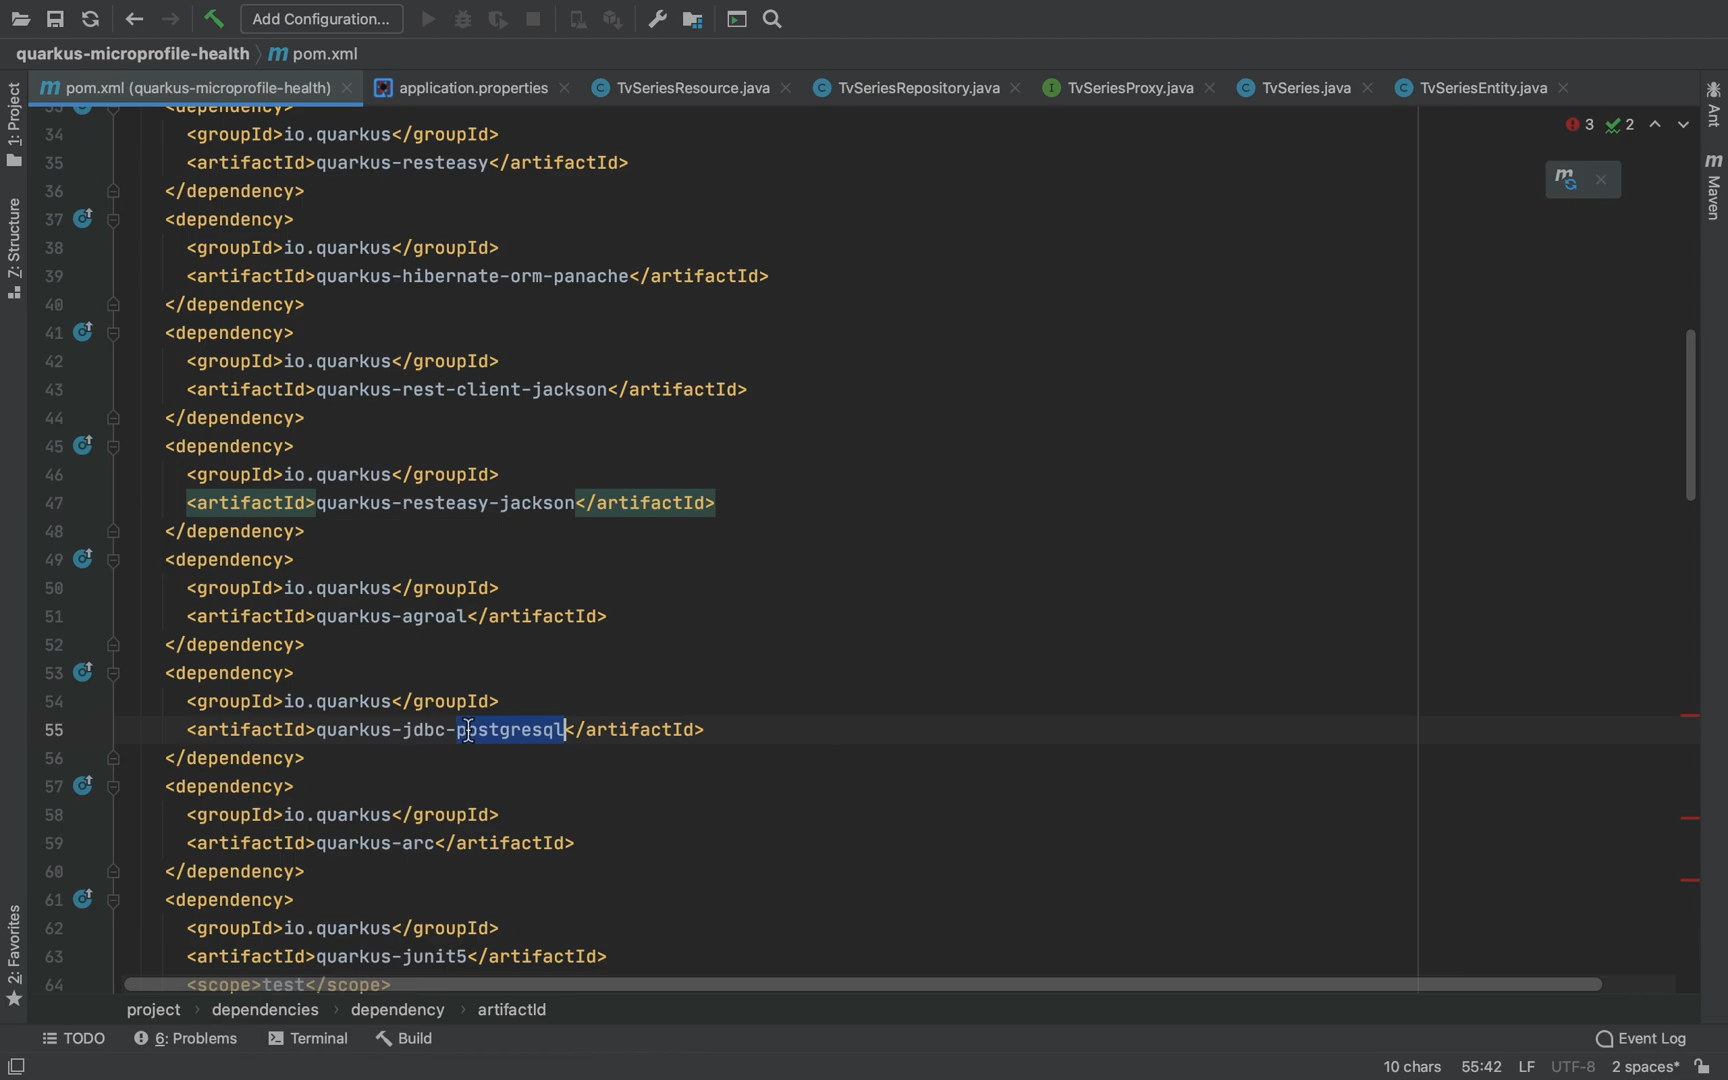 Add Configuration...
quarkus-microprofile-health
pom.xml
pom.xml (quarkus-microprofile-health)
application.properties
TvSeriesResource.java
TvSeriesRepository.java
TvSeriesProxy.java
TvSeries.java
TvSeriesEntity.java
1: Project
7: Structure
2: Favorites
Ant
Maven
3
2
33 <dependency>
34 <groupId>io.quarkus</groupId>
35 <artifactId>quarkus-resteasy</artifactId>
36 </dependency>
37 <dependency>
38 <groupId>io.quarkus</groupId>
39 <artifactId>quarkus-hibernate-orm-panache</artifactId>
40 </dependency>
41 <dependency>
42 <groupId>io.quarkus</groupId>
43 <artifactId>quarkus-rest-client-jackson</artifactId>
44 </dependency>
45 <dependency>
46 <groupId>io.quarkus</groupId>
47 <artifactId>quarkus-resteasy-jackson</artifactId>
48 </dependency>
49 <dependency>
50 <groupId>io.quarkus</groupId>
51 <artifactId>quarkus-agroal</artifactId>
52 </dependency>
53 <dependency>
54 <groupId>io.quarkus</groupId>
55 <artifactId>quarkus-jdbc-postgresql</artifactId>
56 </dependency>
57 <dependency>
58 <groupId>io.quarkus</groupId>
59 <artifactId>quarkus-arc</artifactId>
60 </dependency>
61 <dependency>
62 <groupId>io.quarkus</groupId>
63 <artifactId>quarkus-junit5</artifactId>
64 <scope>test</scope>
project
dependencies
dependency
artifactId
TODO
6: Problems
Terminal
Build
Event Log
10 chars
55:42
LF
UTF-8
2 spaces*